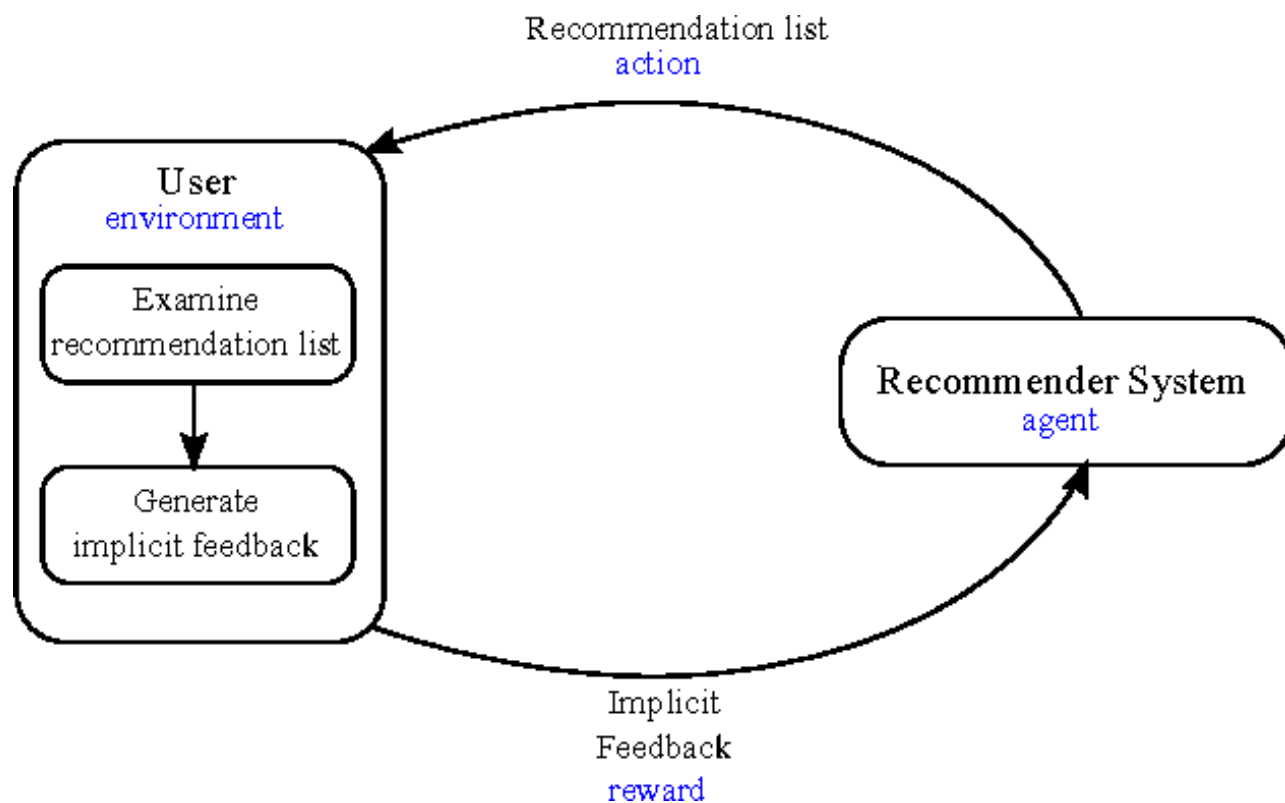 Recommendation list
action
User
environment
Examine
recommendation list
Generate
implicit feedback
Recommender System
agent
Implicit
Feedback
reward